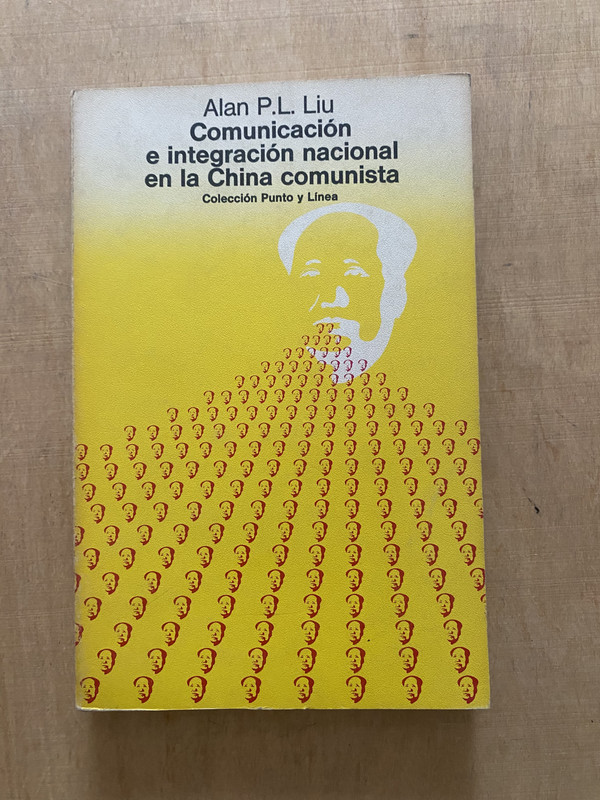 Alan P.L. Liu
Comunicación
e integración nacional
en la China comunista
Colección Punto y Línea